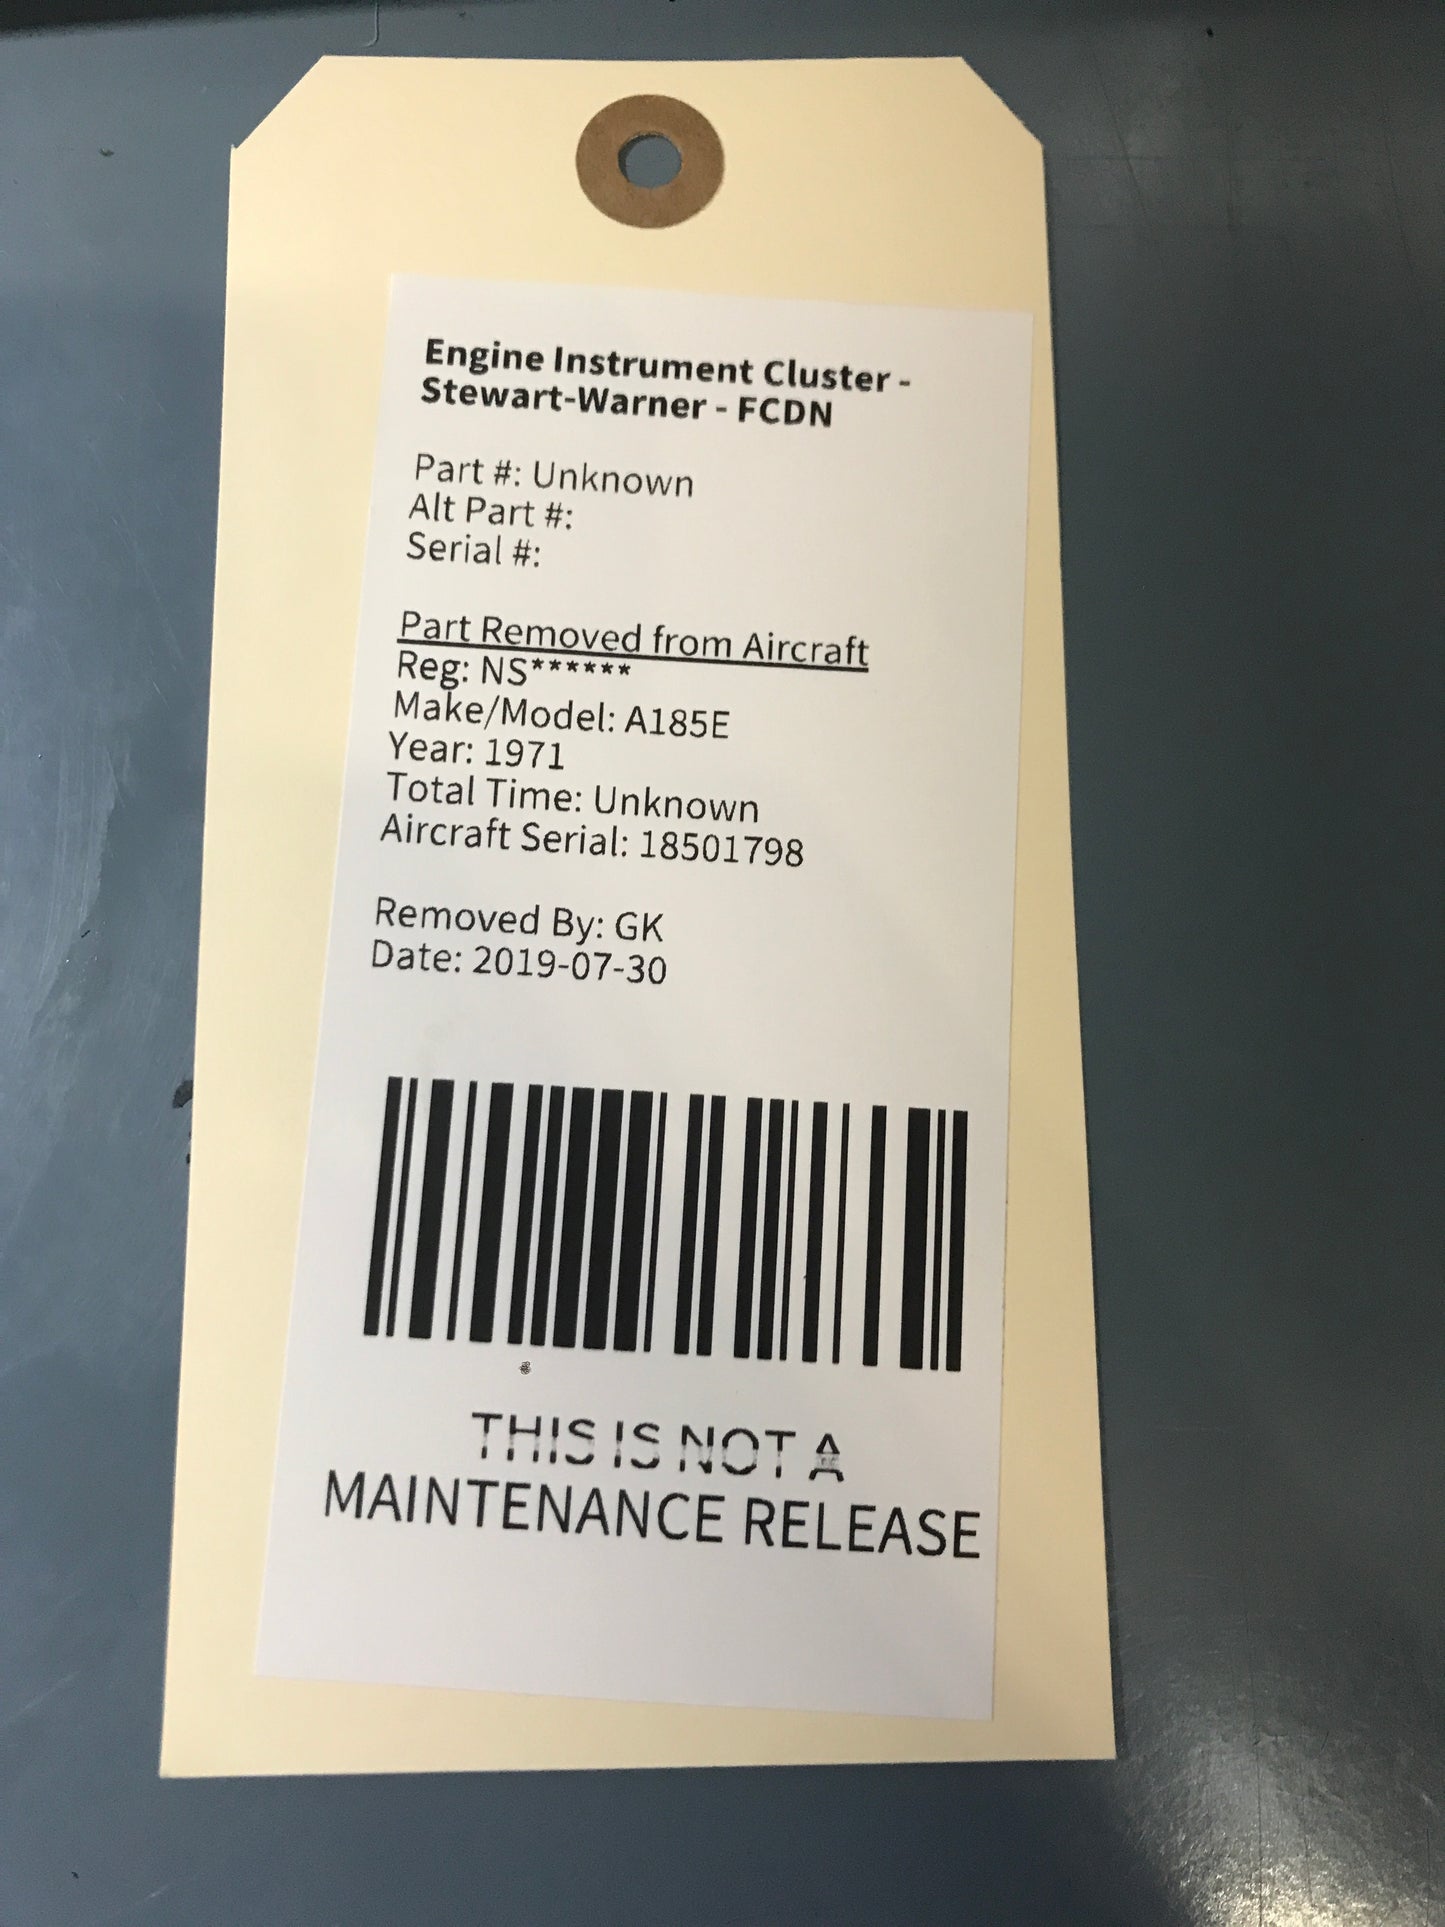 Engine Instrument Cluster -
Stewart-Warner - FCDN
Part #: Unknown
Alt Part #:
Serial #:
Part Removed from Aircraft
Reg: NS******
Make/Model: A185E
Year: 1971
Total Time: Unknown
Aircraft Serial: 18501798
Removed By: GK
Date: 2019-07-30
THIS IS NOT A
MAINTENANCE RELEASE